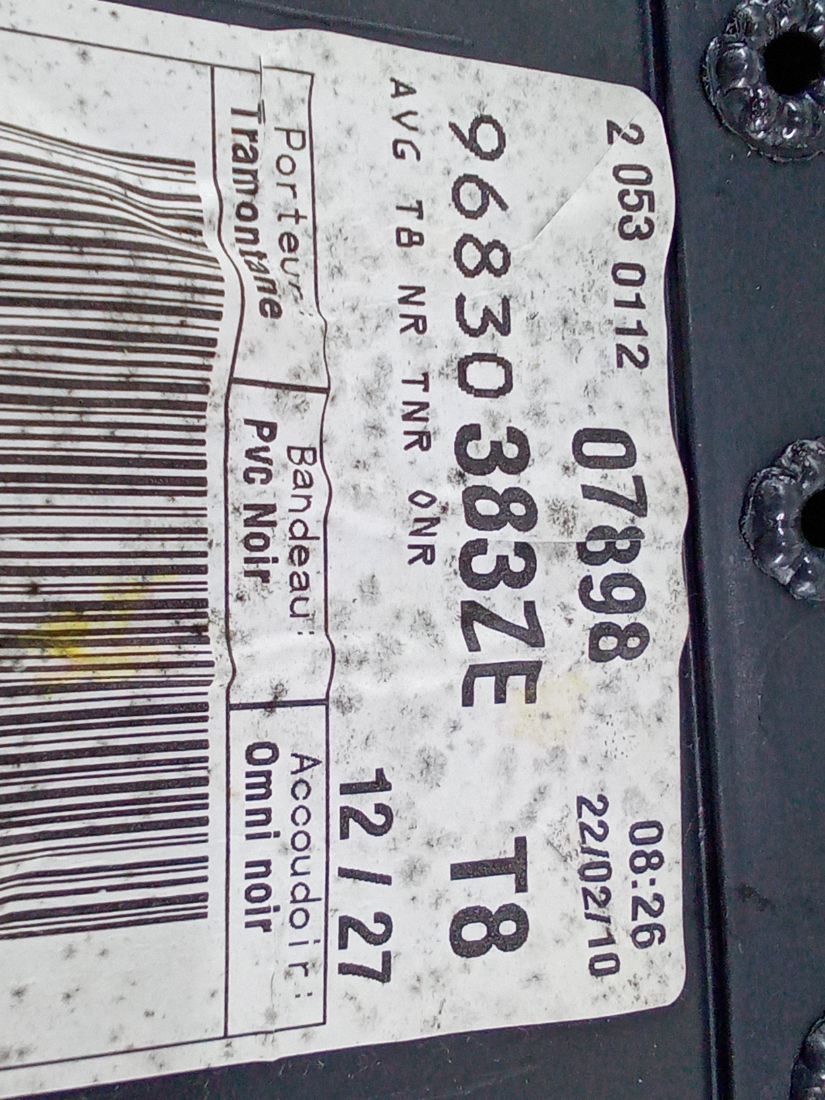 2 053 0112 07898 08:26
22/02/10
96830383ZE T8
AVG T8 NR TNR ONR 12/27
Porteur: Bandeau: Accoudoir:
Tramontane PVC Noir Omni noir